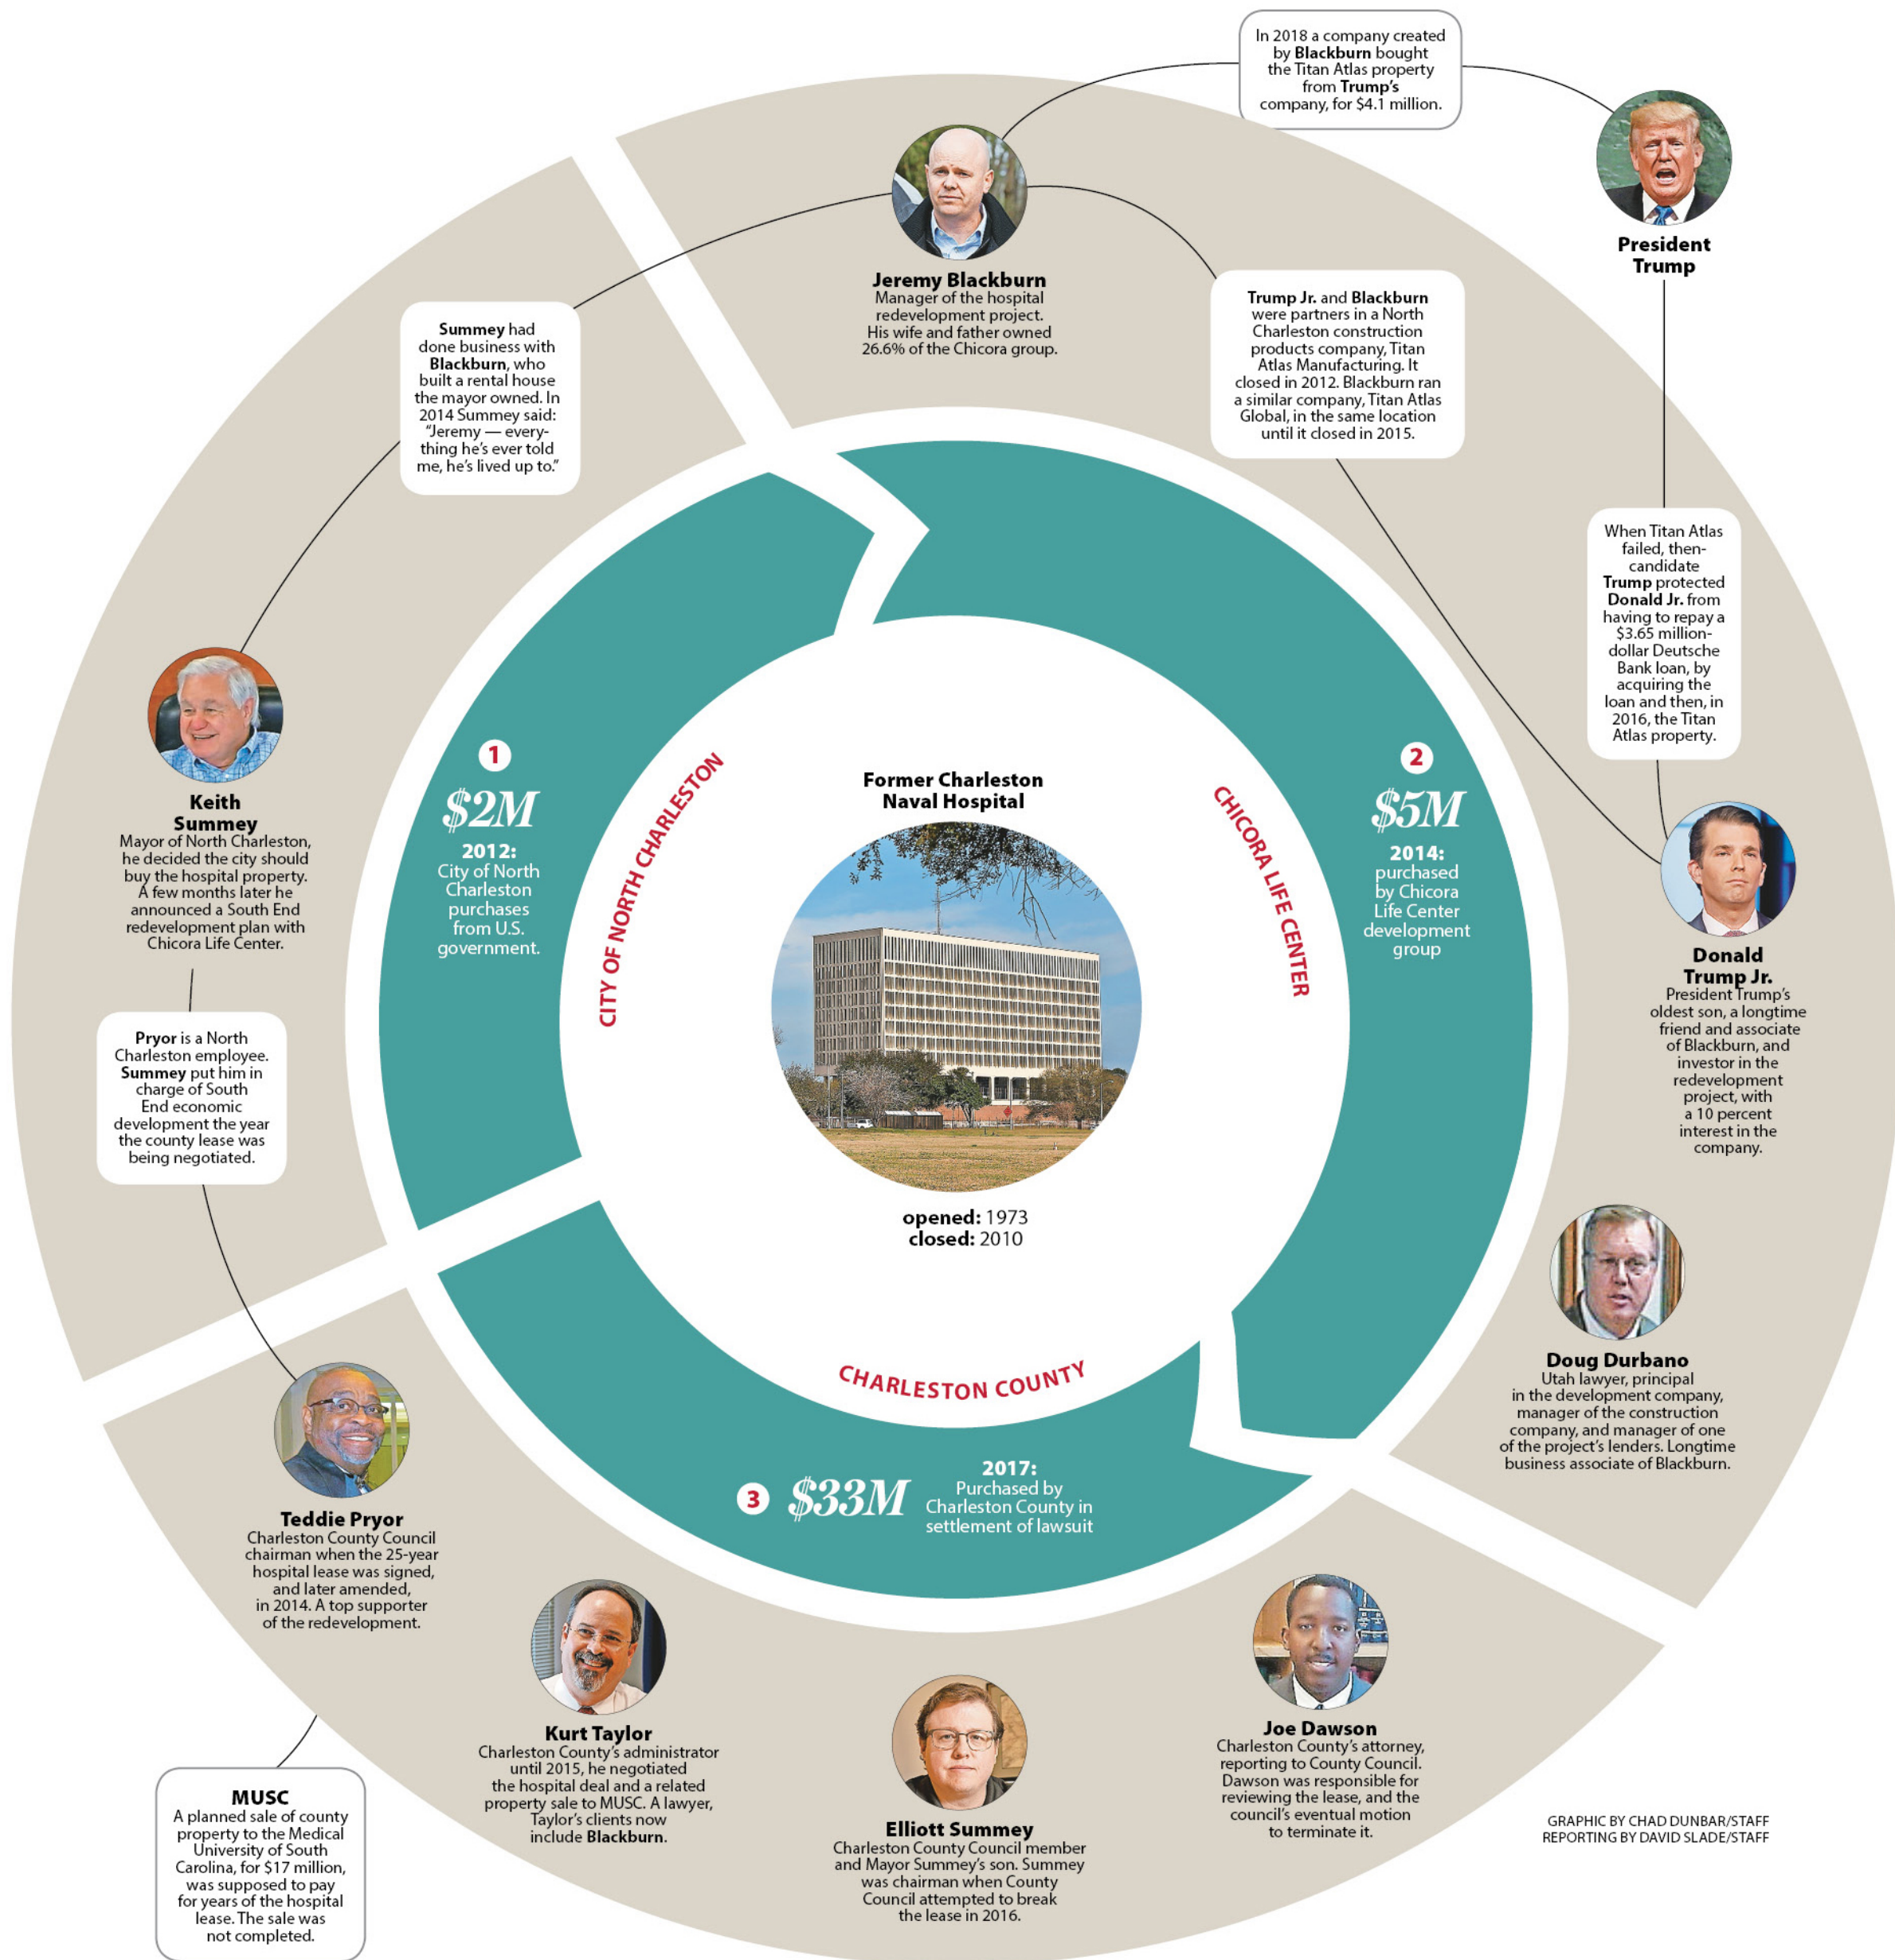 In 2018 a company created
by Blackburn bought
the Titan Atlas property
from Trump's
company, for $4.1 million.
President
Trump
Jeremy Blackburn
Manager of the hospital
redevelopment project.
His wife and father owned
26.6% of the Chicora group.
Trump Jr. and Blackburn
were partners in a North
Charleston construction
products company, Titan
Atlas Manufacturing. It
closed in 2012. Blackburn ran
a similar company, Titan Atlas
Global, in the same location
until it closed in 2015.
Summey had
done business with
Blackburn, who
built a rental house
the mayor owned. In
2014 Summey said:
“Jeremy — every-
thing he's ever told
me, he's lived up to.”
When Titan Atlas
failed, then-
candidate
Trump protected
Donald Jr. from
having to repay a
$3.65 million-
dollar Deutsche
Bank loan, by
acquiring the
loan and then, in
2016, the Titan
Atlas property.
Keith
Summey
Mayor of North Charleston,
he decided the city should
buy the hospital property.
A few months later he
announced a South End
redevelopment plan with
Chicora Life Center.
1
$2M
2012:
City of North
Charleston
purchases
from U.S.
government.
CITY OF NORTH CHARLESTON
Former Charleston
Naval Hospital
opened: 1973
closed: 2010
CHICORA LIFE CENTER
2
$5M
2014:
purchased
by Chicora
Life Center
development
group
Donald
Trump Jr.
President Trump's
oldest son, a longtime
friend and associate
of Blackburn, and
investor in the
redevelopment
project, with
a 10 percent
interest in the
company.
Pryor is a North
Charleston employee.
Summey put him in
charge of South
End economic
development the year
the county lease was
being negotiated.
Doug Durbano
Utah lawyer, principal
in the development company,
manager of the construction
company, and manager of one
of the project's lenders. Longtime
business associate of Blackburn.
CHARLESTON COUNTY
3
$33M
2017:
Purchased by
Charleston County in
settlement of lawsuit
Teddie Pryor
Charleston County Council
chairman when the 25-year
hospital lease was signed,
and later amended,
in 2014. A top supporter
of the redevelopment.
Kurt Taylor
Charleston County's administrator
until 2015, he negotiated
the hospital deal and a related
property sale to MUSC. A lawyer,
Taylor's clients now
include Blackburn.
Elliott Summey
Charleston County Council member
and Mayor Summey's son. Summey
was chairman when County
Council attempted to break
the lease in 2016.
Joe Dawson
Charleston County's attorney,
reporting to County Council.
Dawson was responsible for
reviewing the lease, and the
council's eventual motion
to terminate it.
MUSC
A planned sale of county
property to the Medical
University of South
Carolina, for $17 million,
was supposed to pay
for years of the hospital
lease. The sale was
not completed.
GRAPHIC BY CHAD DUNBAR/STAFF
REPORTING BY DAVID SLADE/STAFF